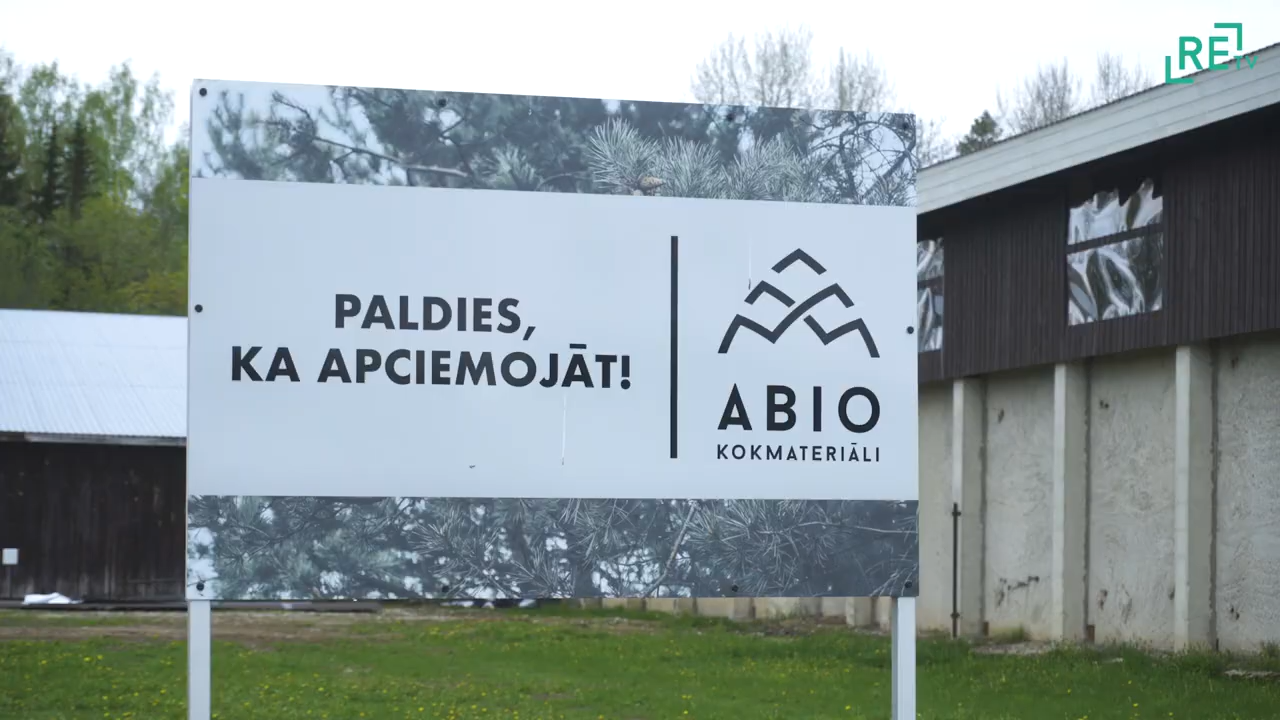 RE TV
PALDIES,
KA APCIEMOJĀT!
ABIO
KOKMATERIĀLI